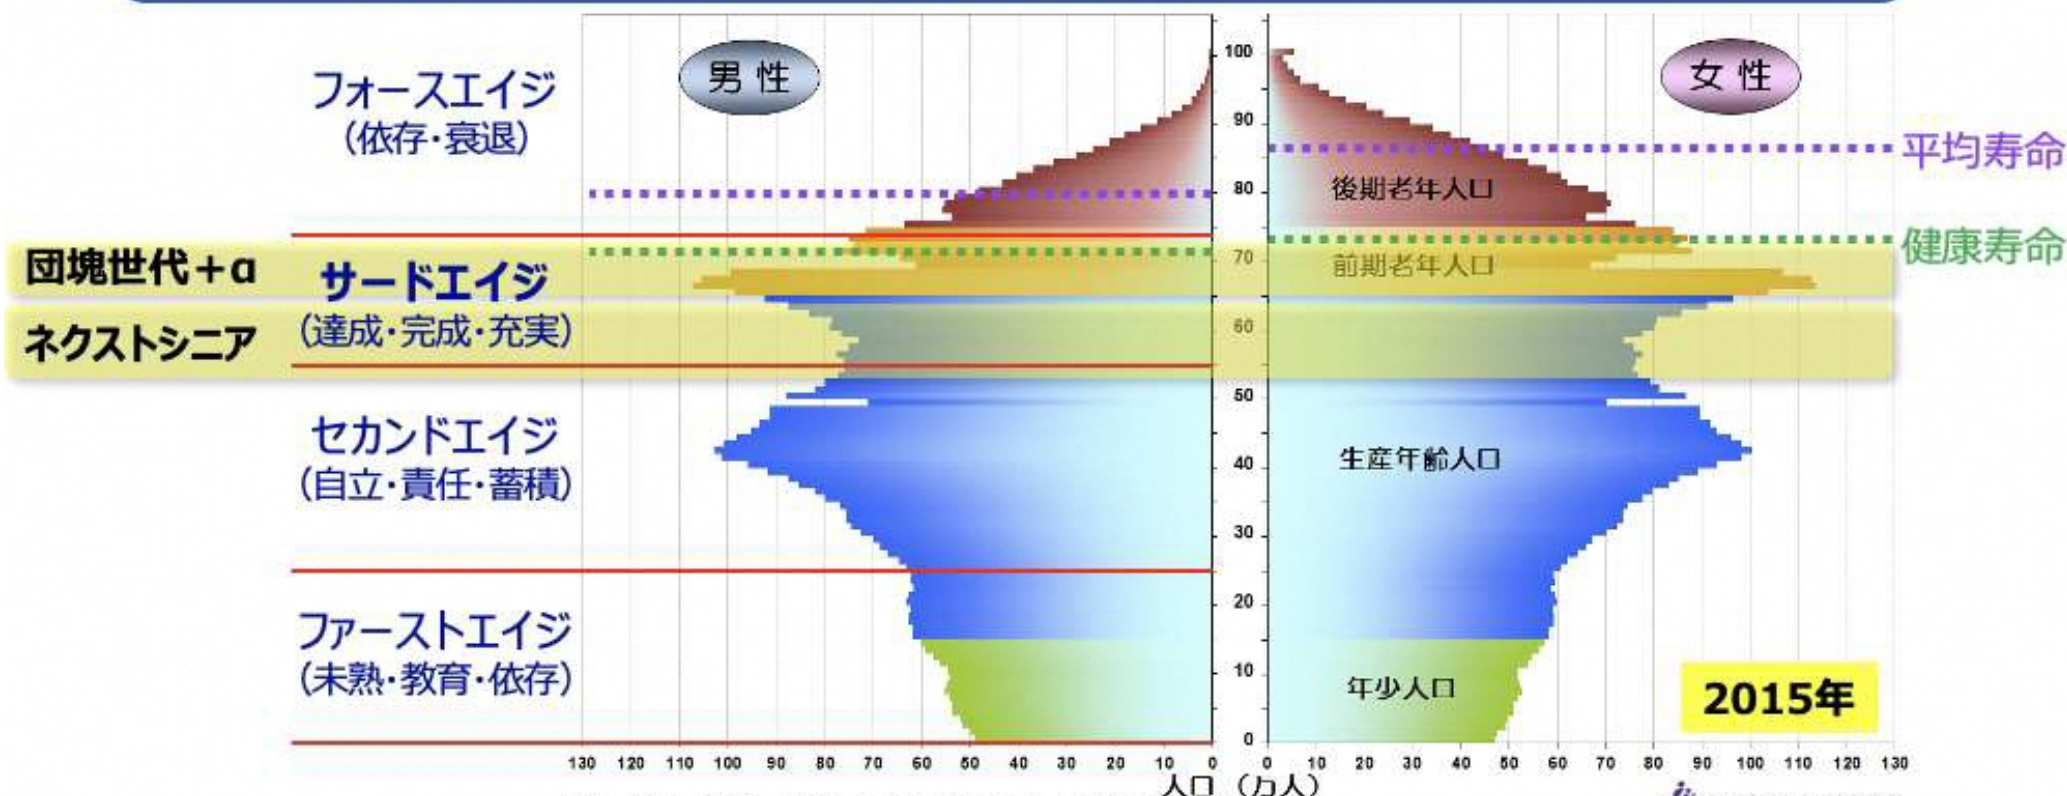 男性
女性
フォースエイジ
（依存・衰退）
平均寿命
後期老年人口
健康寿命
団塊世代＋α
サードエイジ
前期老年人口
ネクストシニア
（達成・完成・充実）
セカンドエイジ
（自立・責任・蓄積）
生産年齢人口
ファーストエイジ
（未熟・教育・依存）
年少人口
2015年
100
90
80
70
60
50
40
30
20
10
0
130 120 110 100 90 80 70 60 50 40 30 20 10 0
0 10 20 30 40 50 60 70 80 90 100 110 120 130
人口（万人）